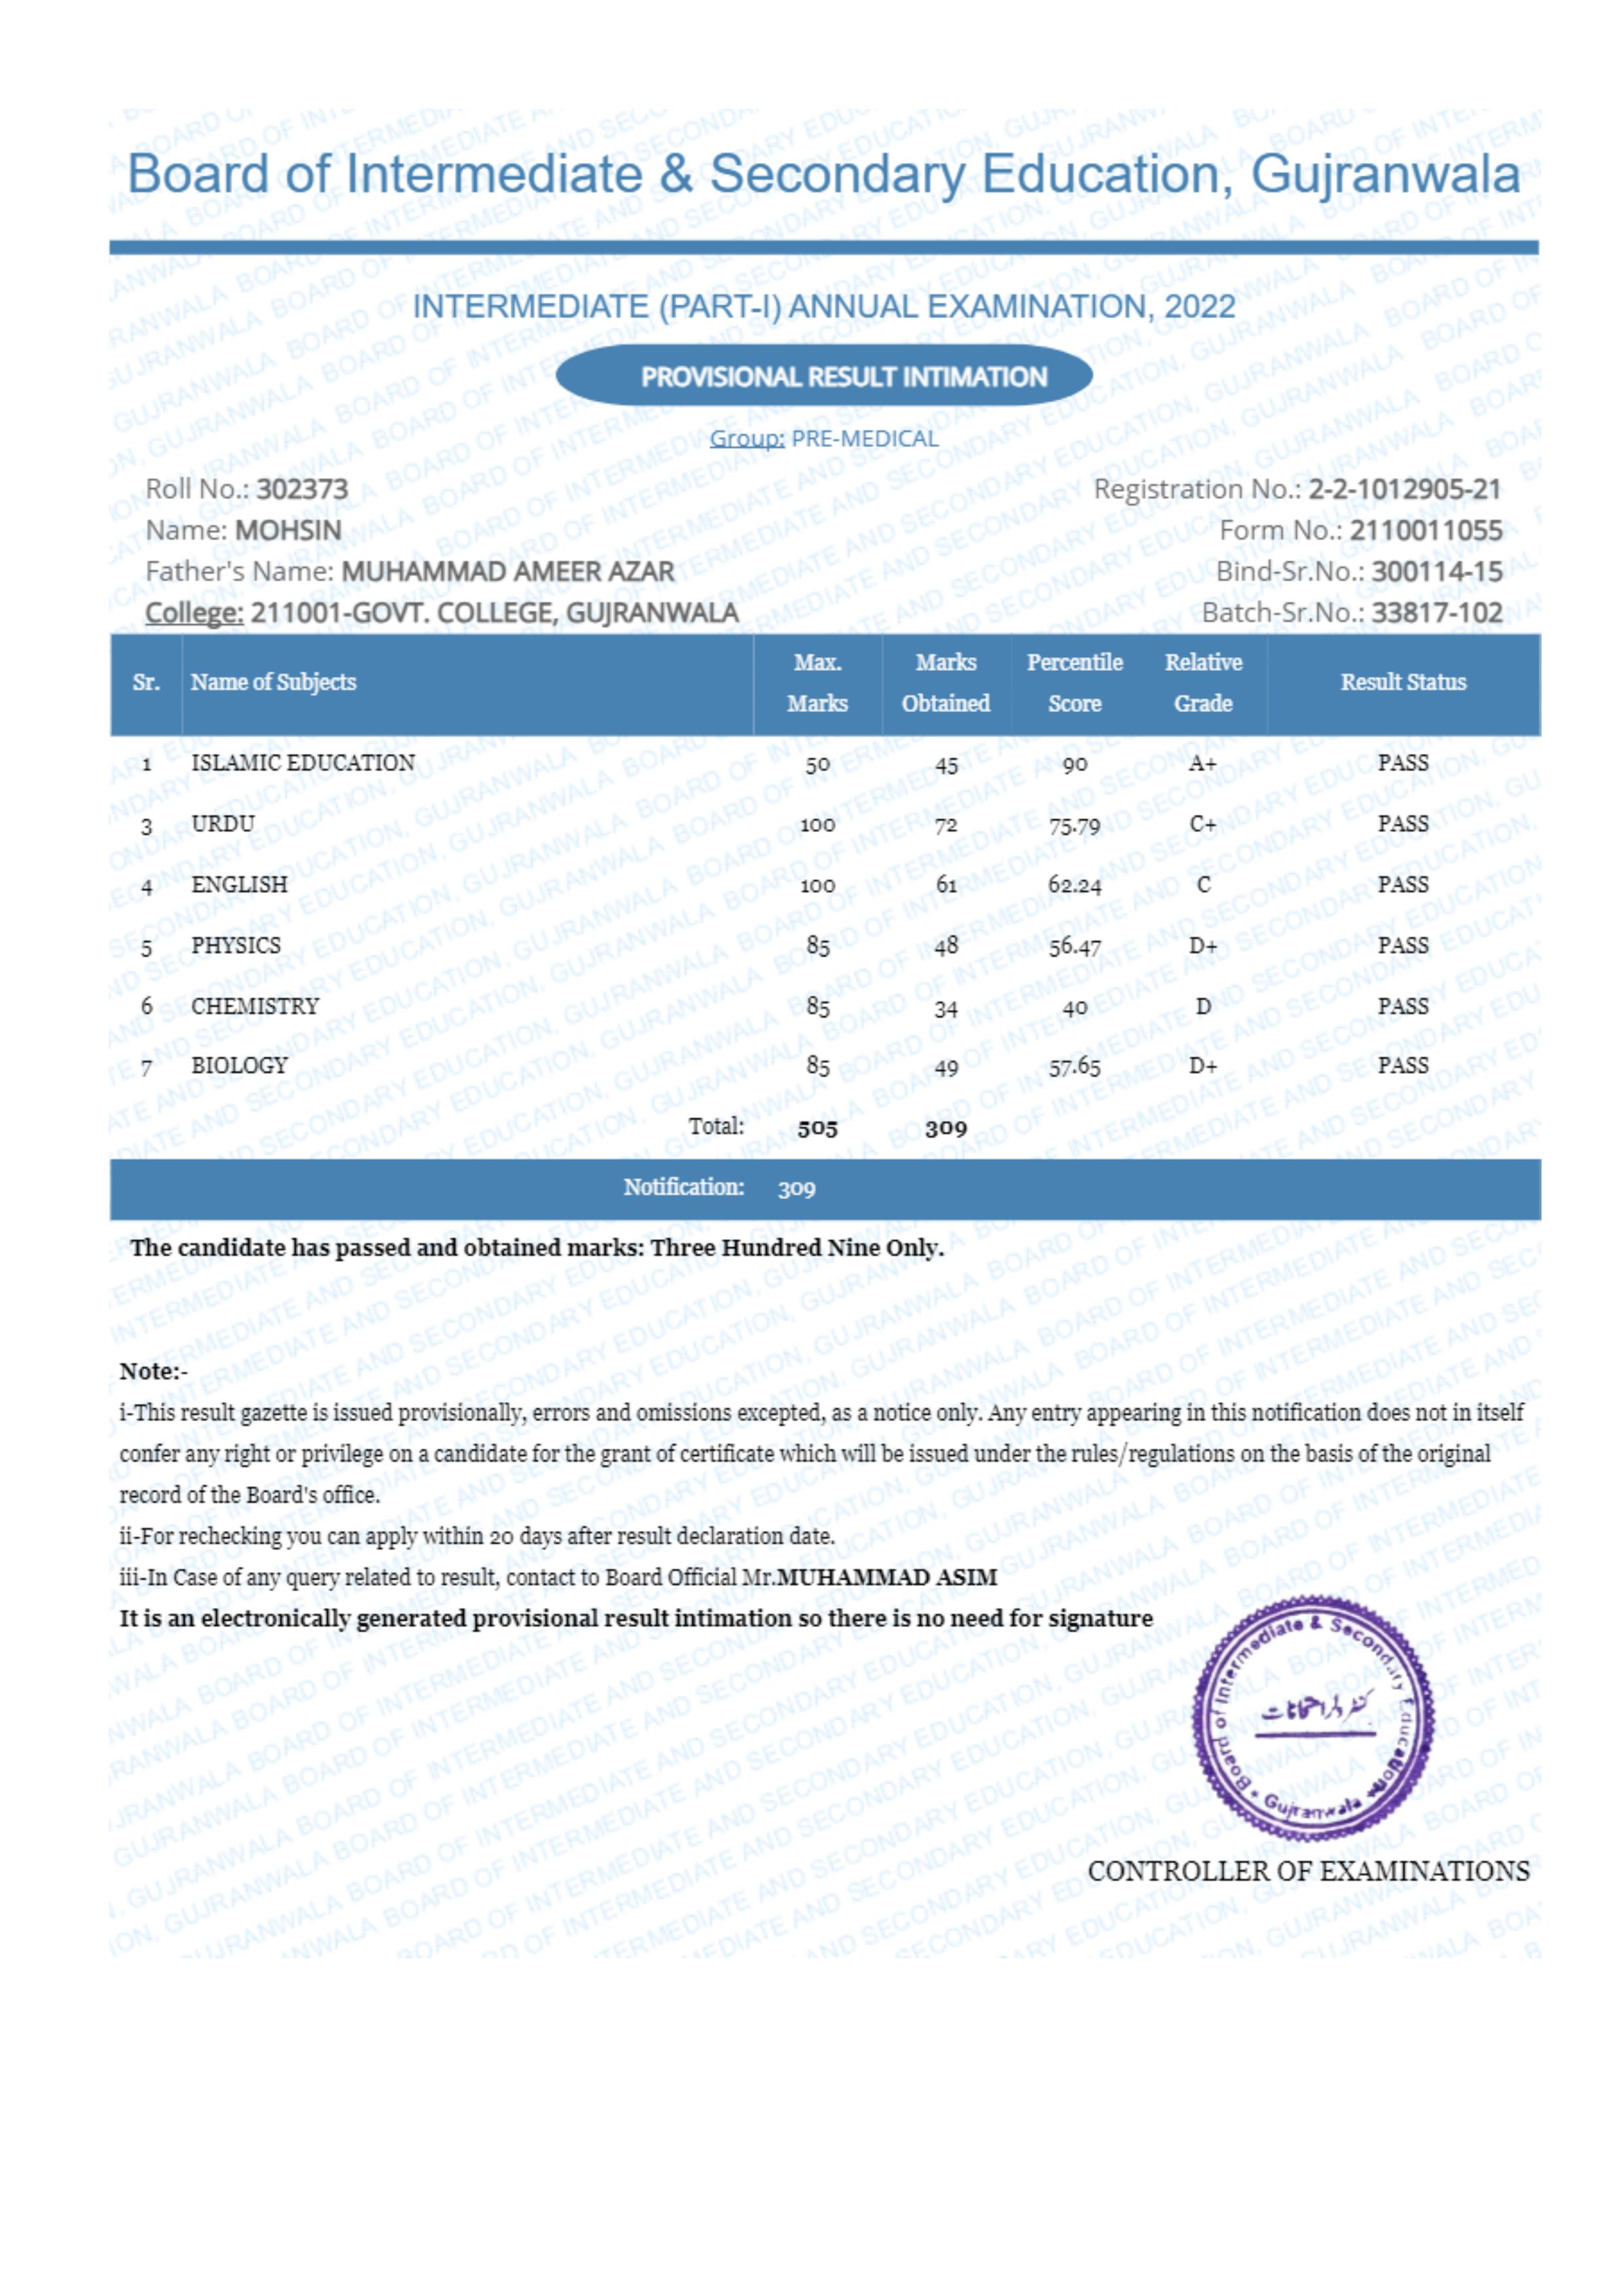 Board of Intermediate & Secondary Education, Gujranwala
INTERMEDIATE (PART-I) ANNUAL EXAMINATION, 2022
PROVISIONAL RESULT INTIMATION
Group: PRE-MEDICAL
Roll No.: 302373 Registration No.: 2-2-1012905-21
Name: MOHSIN Form No.: 2110011055
Father's Name: MUHAMMAD AMEER AZAR Bind-Sr.No.: 300114-15
College: 211001-GOVT. COLLEGE, GUJRANWALA Batch-Sr.No.: 33817-102
Sr. Name of Subjects Max. Marks Marks Obtained Percentile Score Relative Grade Result Status
1 ISLAMIC EDUCATION 50 45 90 A+ PASS
3 URDU 100 72 75.79 C+ PASS
4 ENGLISH 100 61 62.24 C PASS
5 PHYSICS 85 48 56.47 D+ PASS
6 CHEMISTRY 85 34 40 D PASS
7 BIOLOGY 85 49 57.65 D+ PASS
Total: 505 309
Notification: 309
The candidate has passed and obtained marks: Three Hundred Nine Only.
Note:-
i-This result gazette is issued provisionally, errors and omissions excepted, as a notice only. Any entry appearing in this notification does not in itself
confer any right or privilege on a candidate for the grant of certificate which will be issued under the rules/regulations on the basis of the original
record of the Board's office.
ii-For rechecking you can apply within 20 days after result declaration date.
iii-In Case of any query related to result, contact to Board Official Mr.MUHAMMAD ASIM
It is an electronically generated provisional result intimation so there is no need for signature
Board of Intermediate & Secondary Education
Gujranwala
کنٹرولر امتحانات
CONTROLLER OF EXAMINATIONS